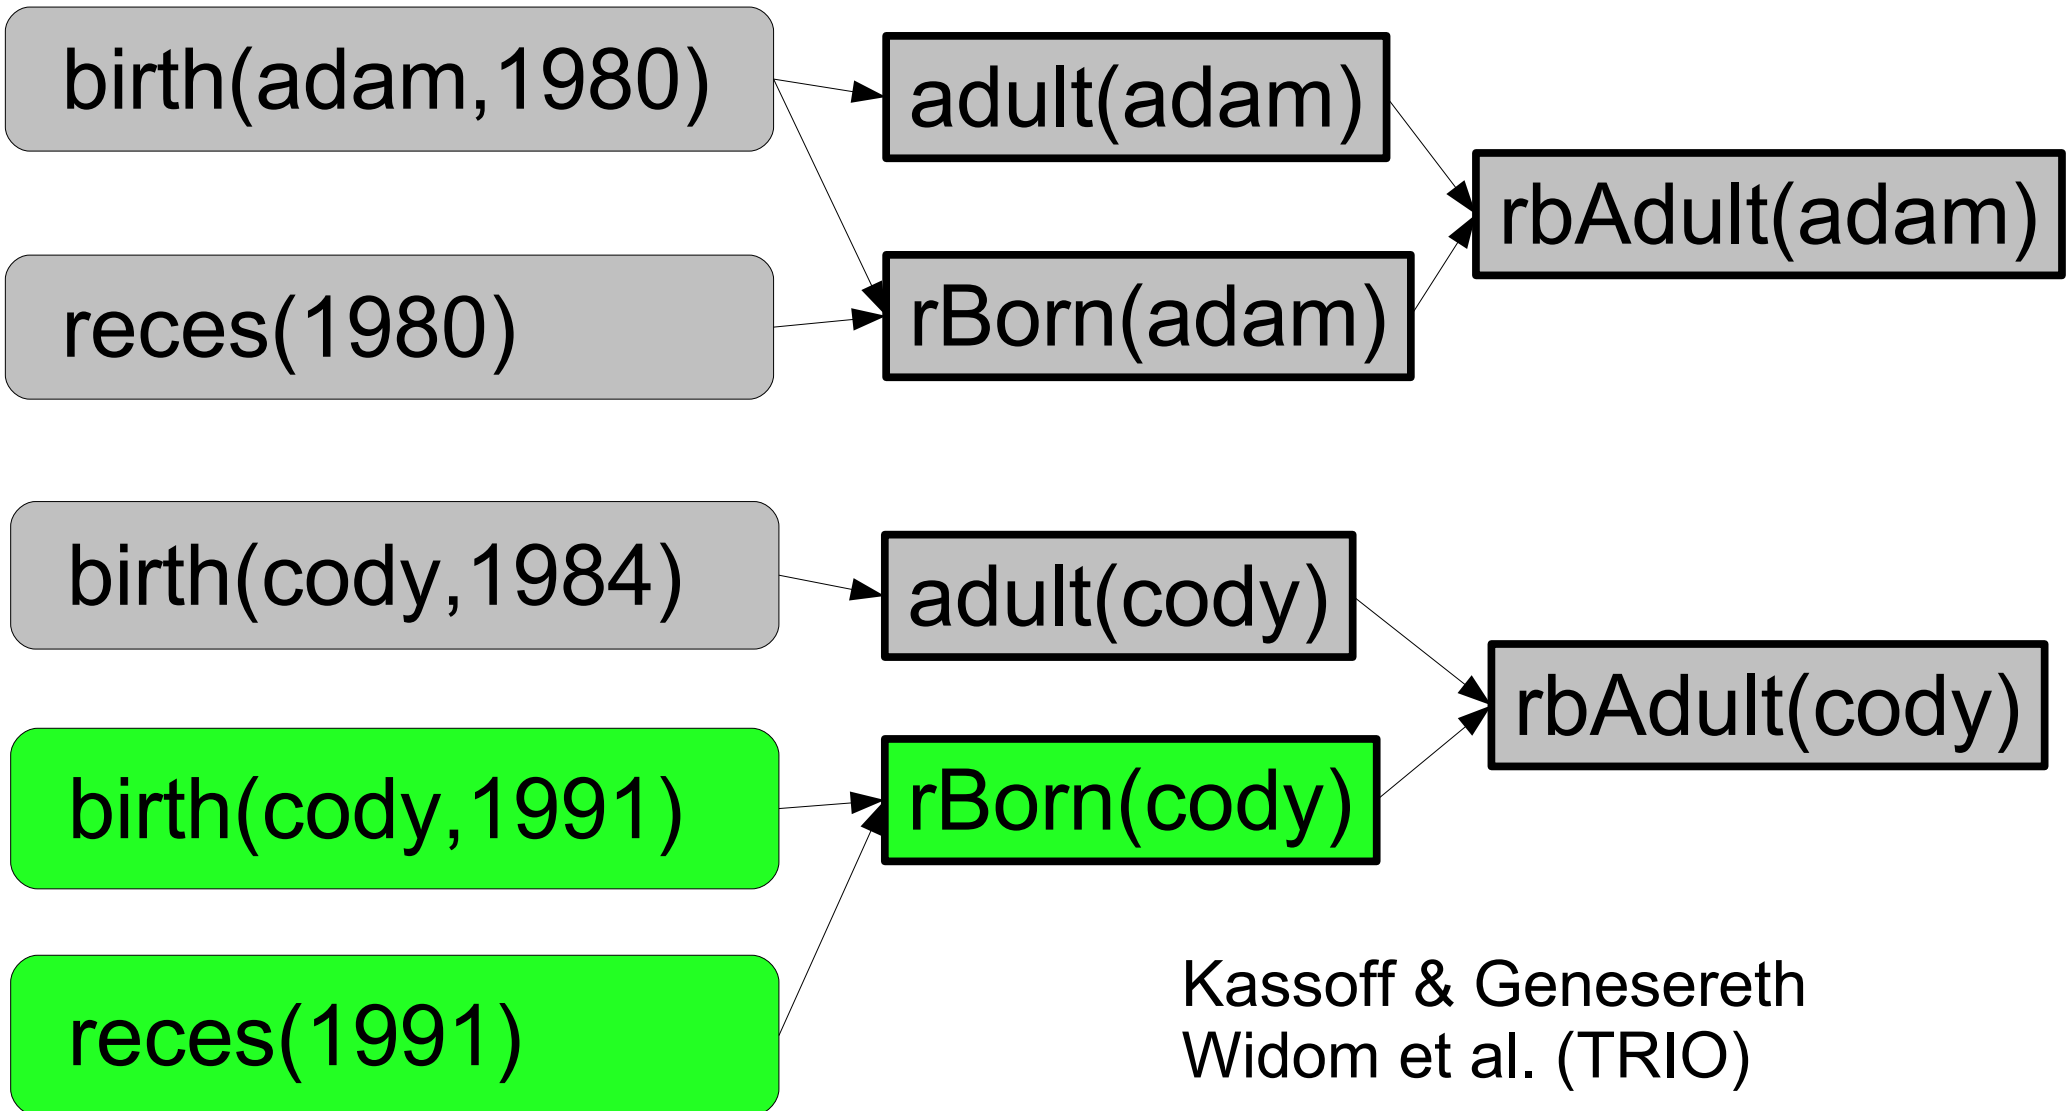 birth(adam,1980)
adult(adam)
rbAdult(adam)
reces(1980)
rBorn(adam)
birth(cody,1984)
adult(cody)
rbAdult(cody)
birth(cody,1991)
rBorn(cody)
reces(1991)
Kassoff & Genesereth
Widom et al. (TRIO)